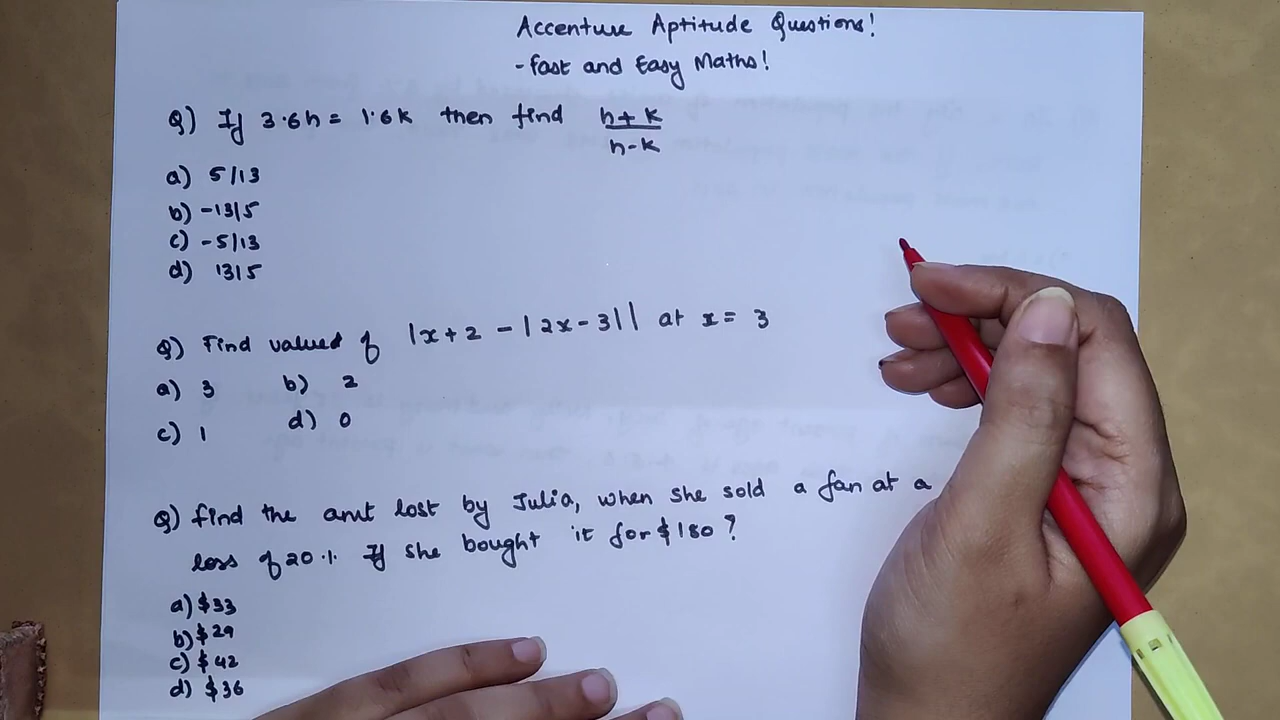 Accenture Aptitude Questions!
- Fast and Easy Maths!
Q) If 3.6h = 1.6k then find h+k
h-k
a) 5/13
b) -13/5
c) -5/13
d) 13/5
Q) Find valued of |x+2 - |2x-3|| at x = 3
a) 3 b) 2
c) 1 d) 0
Q) find the amt lost by Julia, when she sold a fan at a
loss of 20% If she bought it for $180?
a) $33
b) $29
c) $42
d) $36